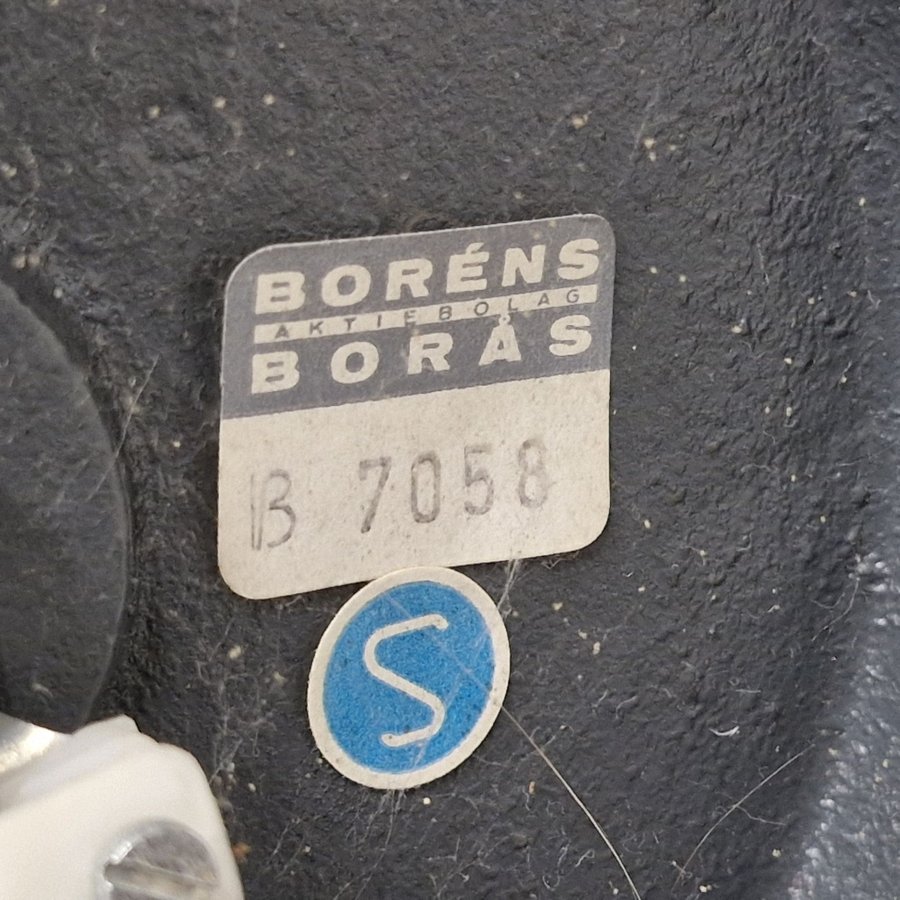 BORÉNS
AKTIEBOLAG
BORÅS
B 7058
S